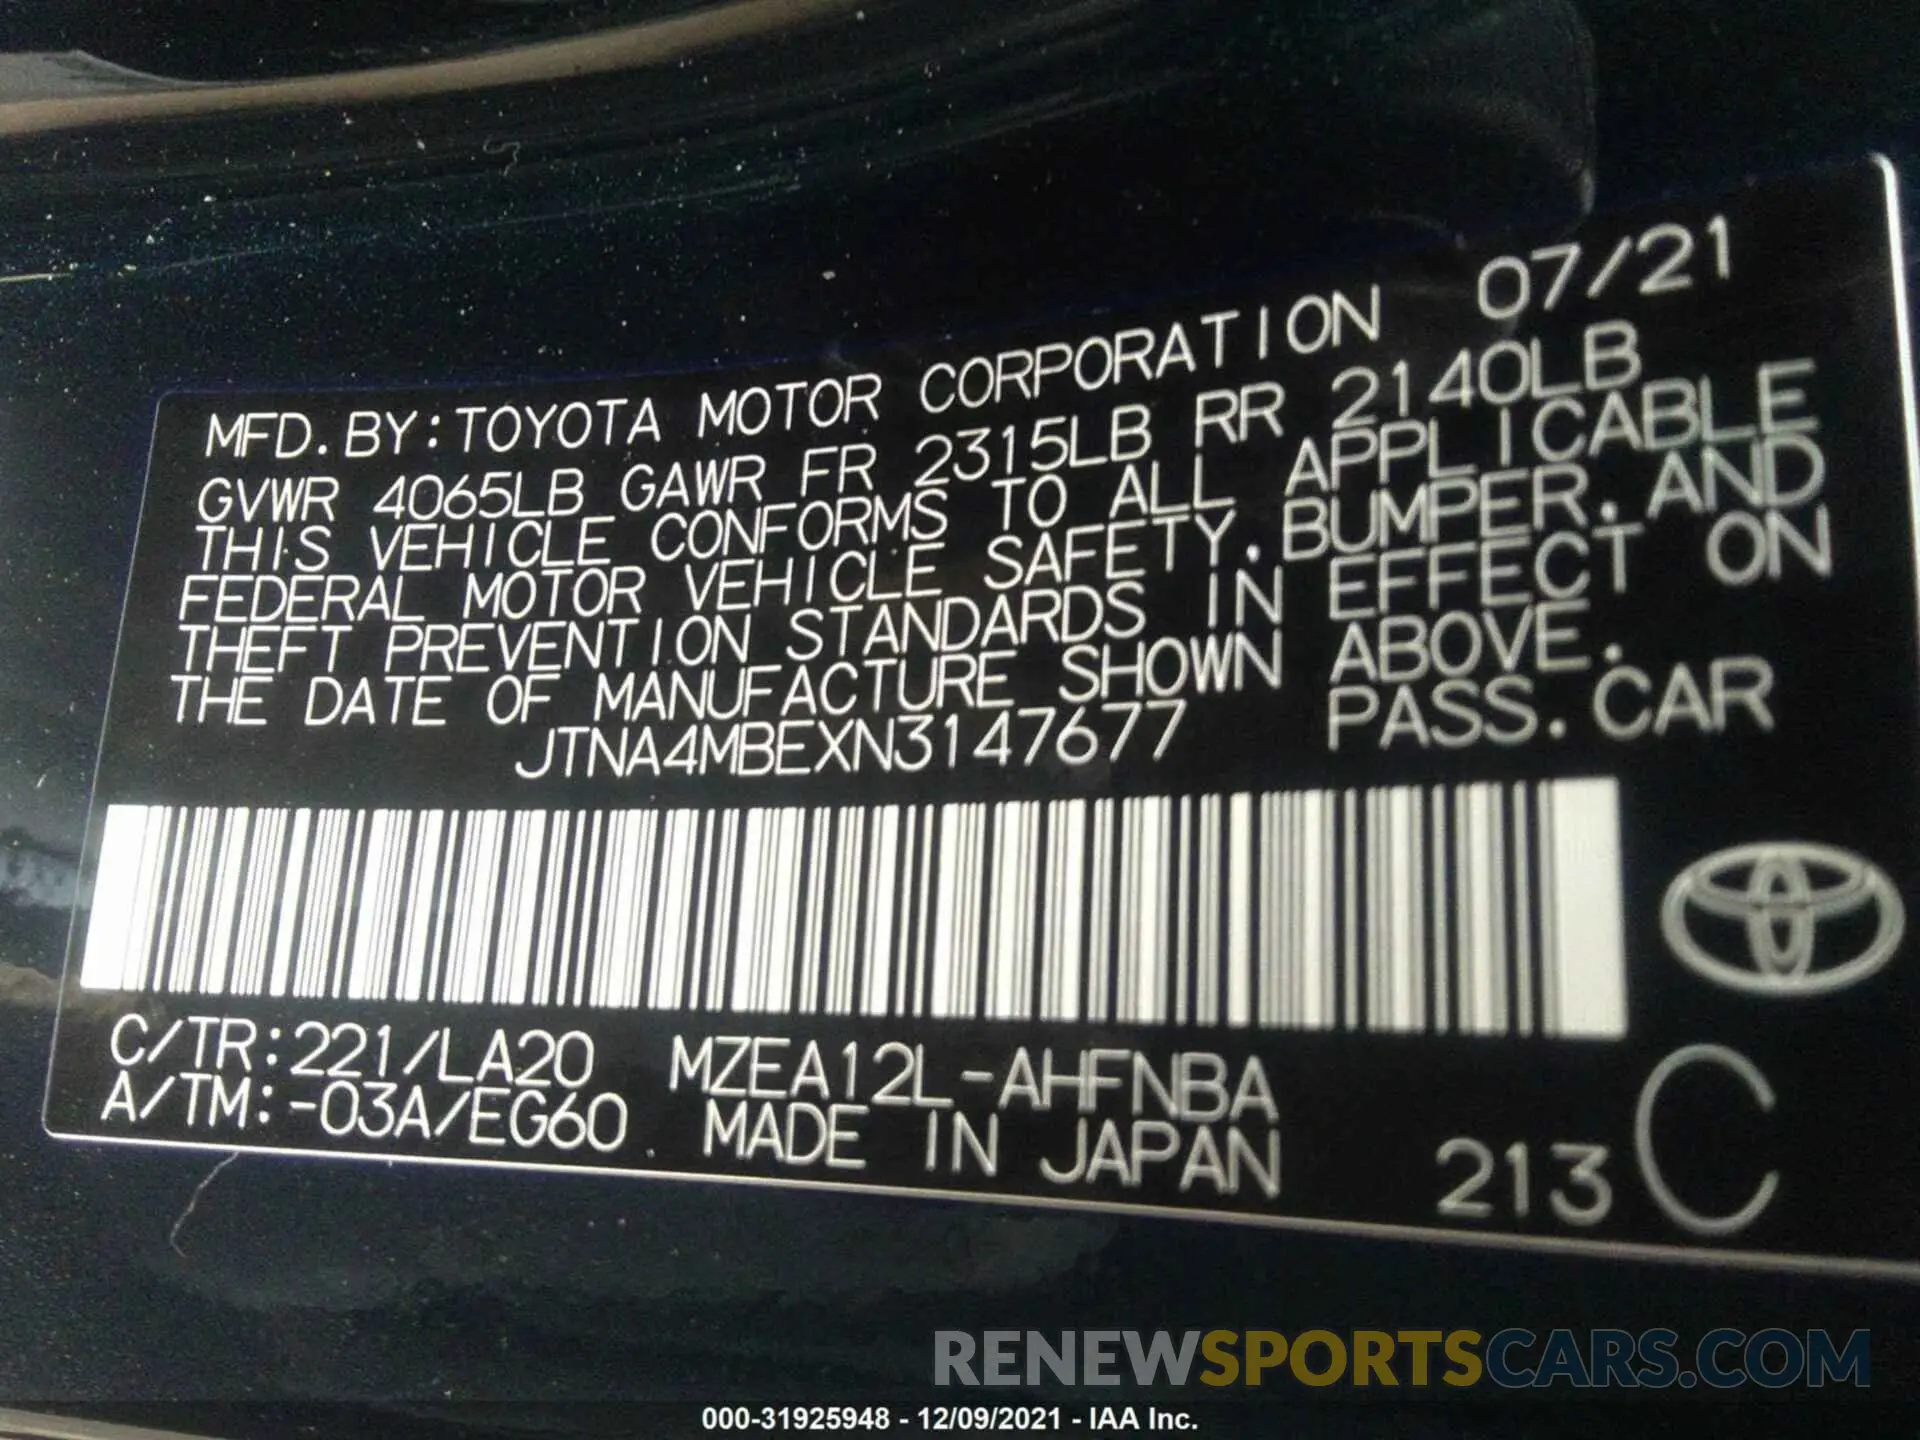 MFD. BY: TOYOTA MOTOR CORPORATION 07/21
GVWR 4065LB GAWR FR 2315LB RR 2140LB
THIS VEHICLE CONFORMS TO ALL APPLICABLE
FEDERAL MOTOR VEHICLE SAFETY, BUMPER, AND
THEFT PREVENTION STANDARDS IN EFFECT ON
THE DATE OF MANUFACTURE SHOWN ABOVE.
JTNA4MBEXN3147677 PASS. CAR
C/TR: 221/LA20 MZEA12L-AHFNBA
A/TM: -03A/EG60 MADE IN JAPAN 213 C
RENEWSPORTSCARS.COM
000-31925948 - 12/09/2021 - IAA Inc.